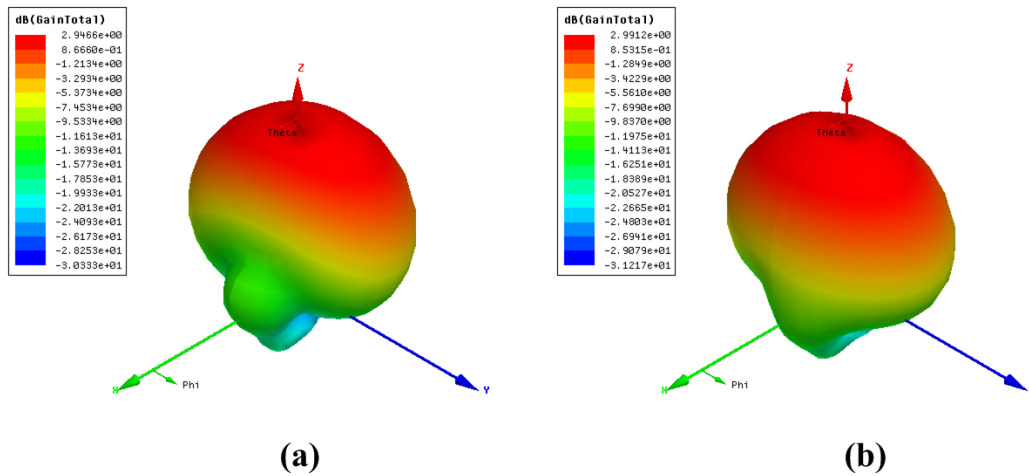 dB(GainTotal)
2.9466e+00
8.6660e-01
-1.2134e+00
-3.2934e+00
-5.3734e+00
-7.4534e+00
-9.5334e+00
-1.1613e+01
-1.3693e+01
-1.5773e+01
-1.7853e+01
-1.9933e+01
-2.2013e+01
-2.4093e+01
-2.6173e+01
-2.8253e+01
-3.0333e+01
Z
Theta
X
Phi
Y
(a)
dB(GainTotal)
2.9912e+00
8.5315e-01
-1.2849e+00
-3.4229e+00
-5.5610e+00
-7.6990e+00
-9.8370e+00
-1.1975e+01
-1.4113e+01
-1.6251e+01
-1.8389e+01
-2.0527e+01
-2.2665e+01
-2.4803e+01
-2.6941e+01
-2.9079e+01
-3.1217e+01
Z
Theta
X
Phi
(b)